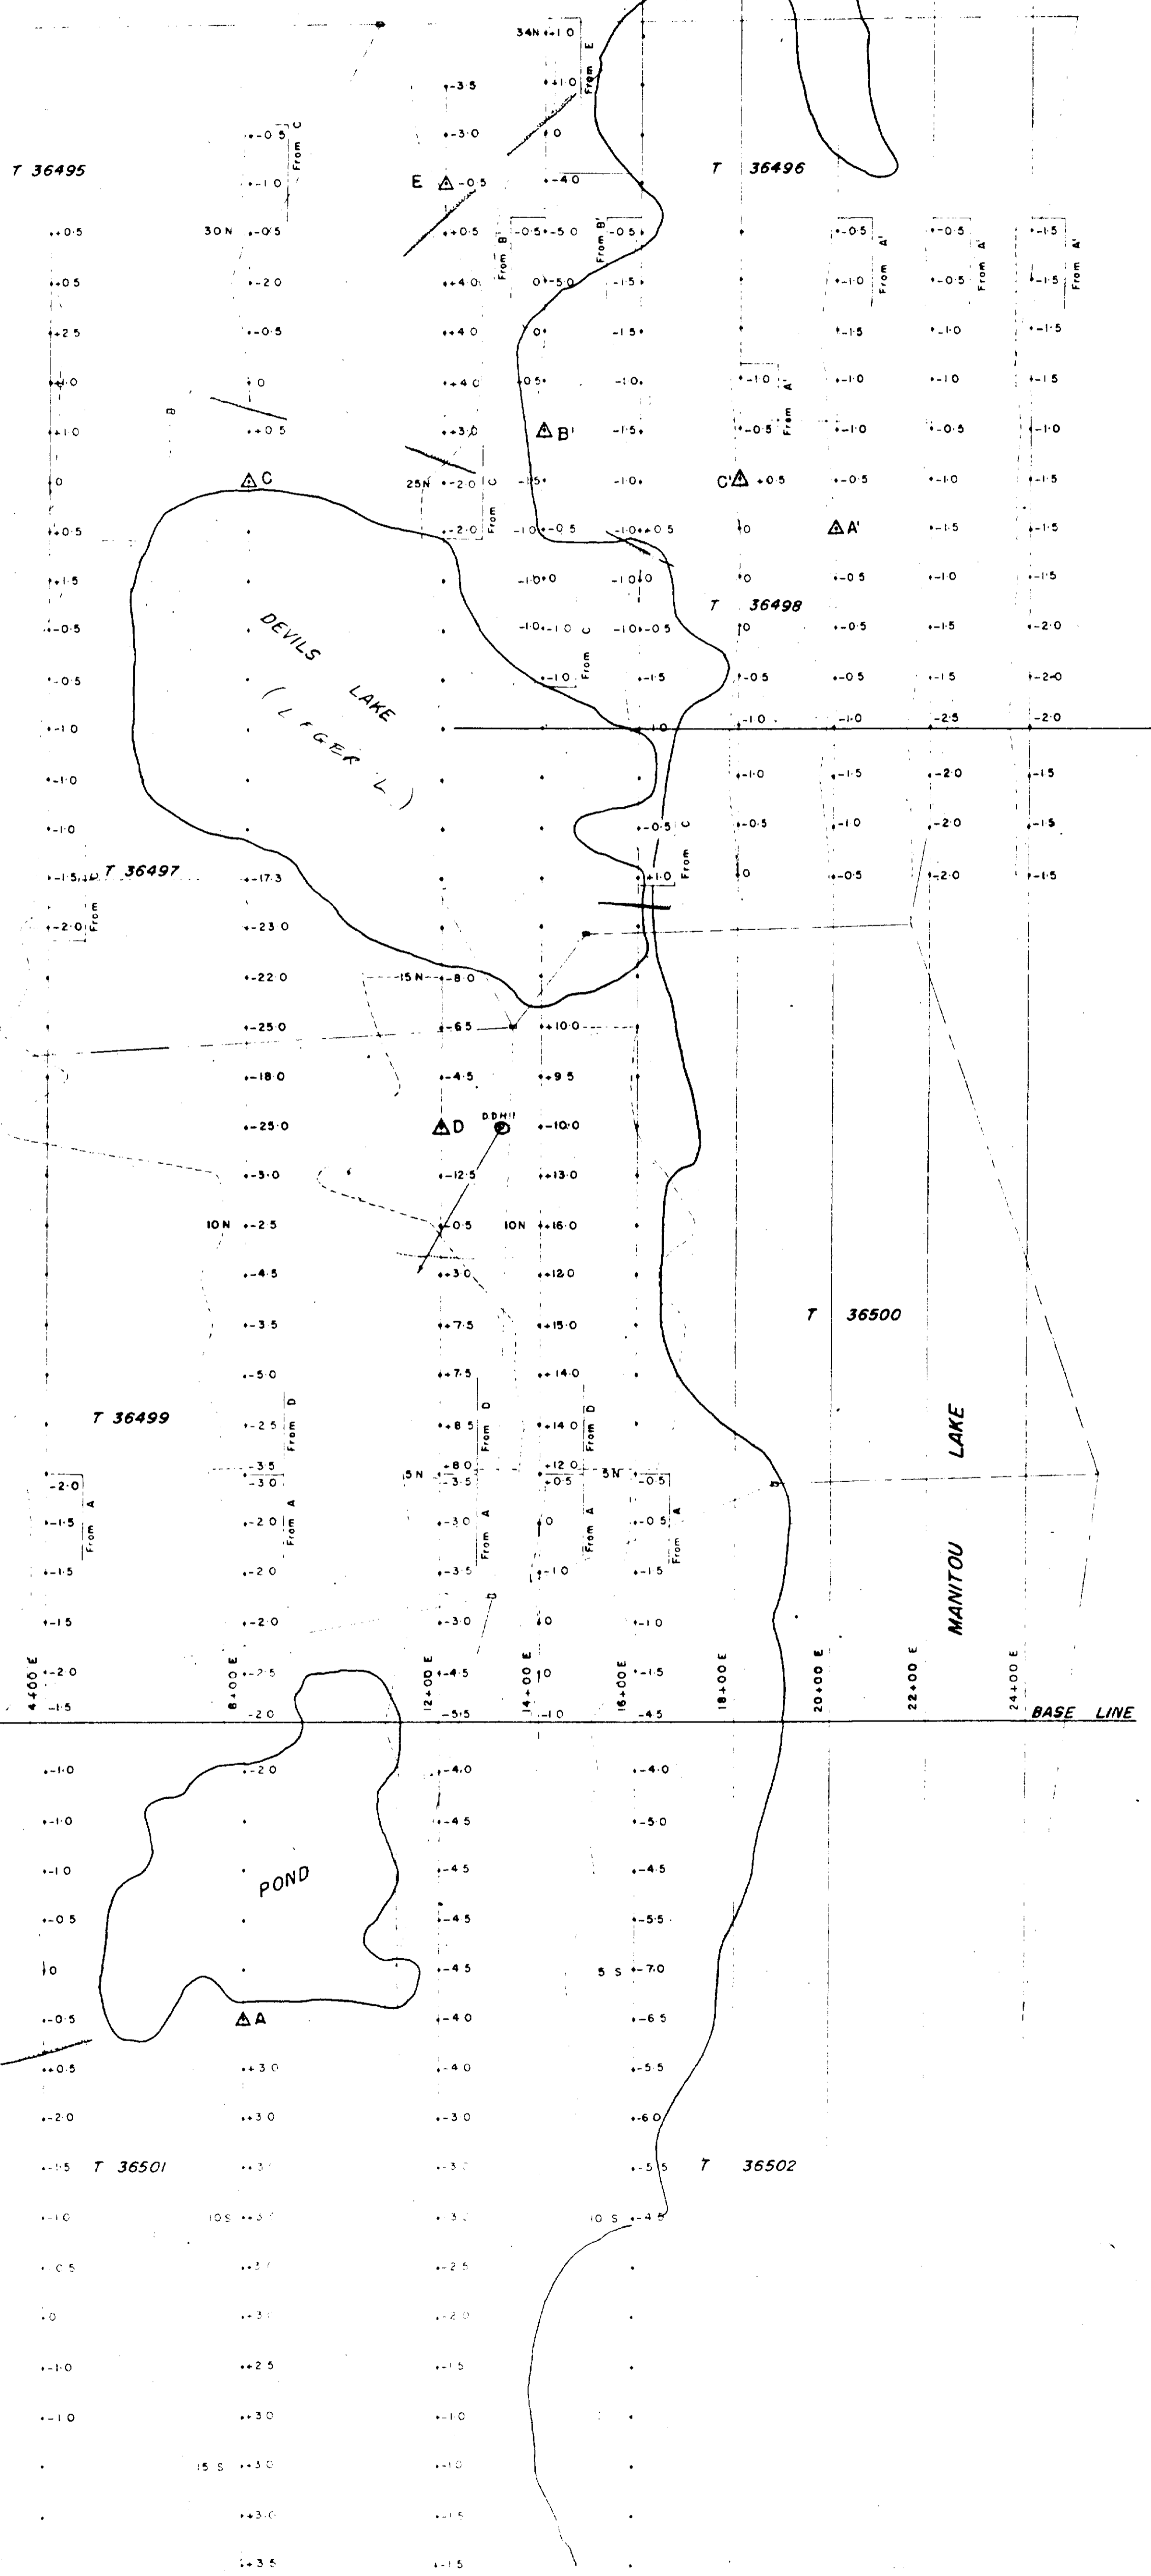 34N +1.0
-3.5 +1.0 From E
-0.5 From C -3.0 0
T 36495 T 36496
-1.0 E -0.5 -4.0
+0.5 30N -0.5 +0.5 -0.5 -5.0 -0.5 -0.5 -0.5 -1.5
From B' From B' From A' From A' From A'
+0.5 -2.0 +4.0 0 -5.0 -1.5 -1.0 -0.5 -1.5
+2.5 -0.5 +4.0 0 -1.5 -1.5 -1.0 -1.5
+1.0 0 +4.0 +0.5 -1.0 -1.0 -1.0 -1.0 -1.5
B From A'
+1.0 +0.5 +3.0 B' -1.5 -0.5 -1.0 -0.5 -1.0
0 C 25N -2.0 -1.5 -1.0 C' +0.5 -0.5 -1.0 -1.5
From C
+0.5 -2.0 -1.0 -0.5 -1.0 +0.5 0 A' -1.5 -1.5
+1.5 -1.0 0 -1.0 0 0 -0.5 -1.0 -1.5
T 36498
-0.5 DEVILS LAKE -1.0 -1.0 -1.0 -0.5 0 -0.5 -1.5 -2.0
From C
-0.5 -1.0 -1.5 -0.5 -0.5 -1.5 -2.0
(LEGER L.)
-1.0 -1.0 -1.0 -1.0 -2.5 -2.0
-1.0 -1.0 -1.5 -2.0 -1.5
-1.0 -0.5 -0.5 -1.0 -2.0 -1.5
From C
-1.5 D T 36497 -17.3 +1.0 0 -0.5 -2.0 -1.5
-2.0 From -23.0
-22.0 15N -8.0
-25.0 -6.5 +10.0
-18.0 -4.5 +9.5
-25.0 D DDH11 -10.0
-3.0 -12.5 +13.0
10N -2.5 -0.5 10N +16.0
-4.5 +3.0 +12.0
-3.5 +7.5 +15.0
T 36500
-5.0 +7.5 +14.0
T 36499 -2.5 From D +8.5 From D +14.0 From D
-3.5 +8.0 +12.0
-2.0 -3.0 5N -3.5 +0.5 5N -0.5
-1.5 From A -2.0 From A -3.0 From A 0 From A -0.5 From A
-1.5 -2.0 -3.5 -1.0 -1.5
MANITOU LAKE
-1.5 -2.0 -3.0 0 -1.0
-2.0 -2.5 -4.5 0 -1.5
4+00 E 8+00 E 12+00 E 14+00 E 16+00 E 18+00 E 20+00 E 22+00 E 24+00 E
-1.5 -2.0 -5.5 -1.0 -4.5
BASE LINE
-1.0 -2.0 -4.0 -4.0
-1.0 -4.5 -5.0
-1.0 -4.5 -4.5
POND
-0.5 -4.5 -5.5
0 -4.5 5 S -7.0
-0.5 A -4.0 -6.5
+0.5 +3.0 -4.0 -5.5
-2.0 +3.0 -3.0 -6.0
-1.5 T 36501 -5.5 T 36502
-1.0 10S 10 S -4.5
-0.5 -2.5
0 -2.0
-1.0 +2.5 -1.5
-1.0 +3.0 -1.0
15 S +3.0 -1.0
+3.0 -1.5
+3.5 -1.5